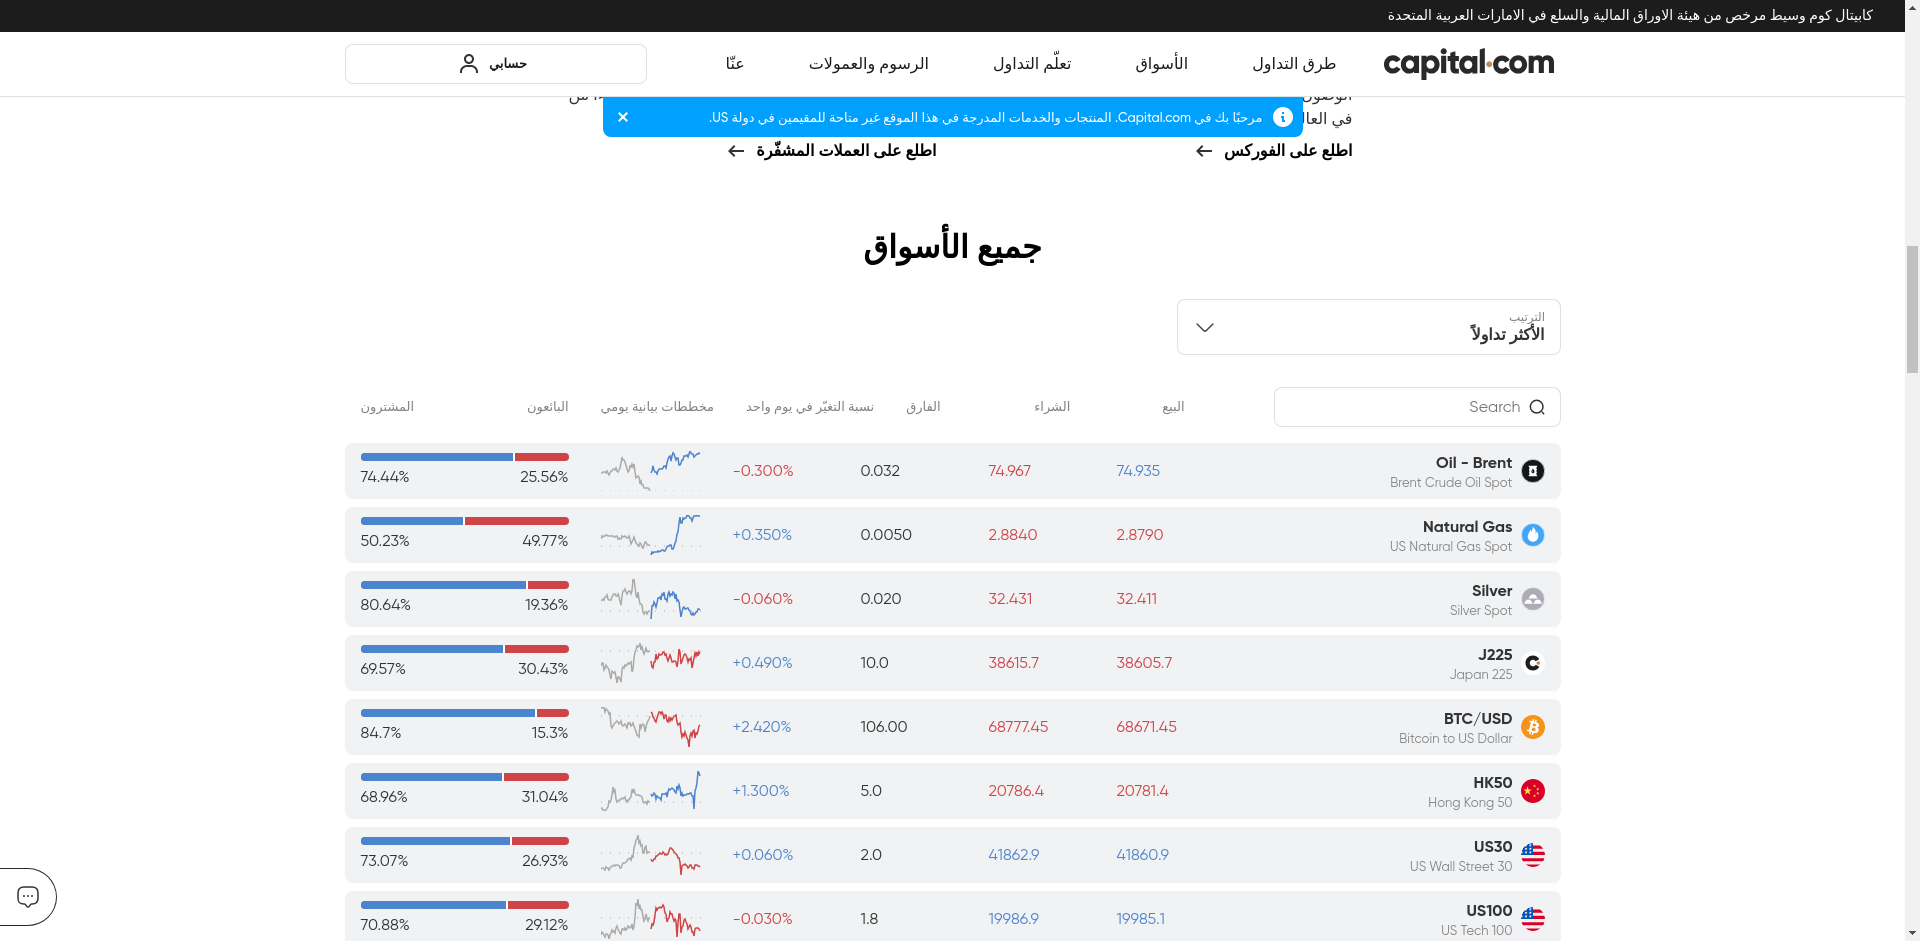 كابيتال كوم وسيط مرخص من هيئة الاوراق المالية والسلع في الامارات العربية المتحدة
capital.com
طرق التداول
الأسواق
تعلّم التداول
الرسوم والعمولات
عنّا
حسابي
مرحبًا بك في Capital.com. المنتجات والخدمات المدرجة في هذا الموقع غير متاحة للمقيمين في دولة US.
اطلع على الفوركس
اطلع على العملات المشفّرة
جميع الأسواق
الترتيب
الأكثر تداولاً
Search
البيع
الشراء
الفارق
نسبة التغيّر في يوم واحد
مخططات بيانية يومي
البائعون
المشترون
Oil - Brent
Brent Crude Oil Spot
74.935
74.967
0.032
-0.300%
25.56%
74.44%
Natural Gas
US Natural Gas Spot
2.8790
2.8840
0.0050
+0.350%
49.77%
50.23%
Silver
Silver Spot
32.411
32.431
0.020
-0.060%
19.36%
80.64%
J225
Japan 225
38605.7
38615.7
10.0
+0.490%
30.43%
69.57%
BTC/USD
Bitcoin to US Dollar
68671.45
68777.45
106.00
+2.420%
15.3%
84.7%
HK50
Hong Kong 50
20781.4
20786.4
5.0
+1.300%
31.04%
68.96%
US30
US Wall Street 30
41860.9
41862.9
2.0
+0.060%
26.93%
73.07%
US100
US Tech 100
19985.1
19986.9
1.8
-0.030%
29.12%
70.88%